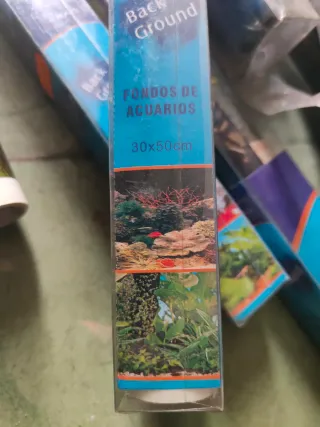 Back
Ground
FONDOS DE
ACUARIOS
30x50cm